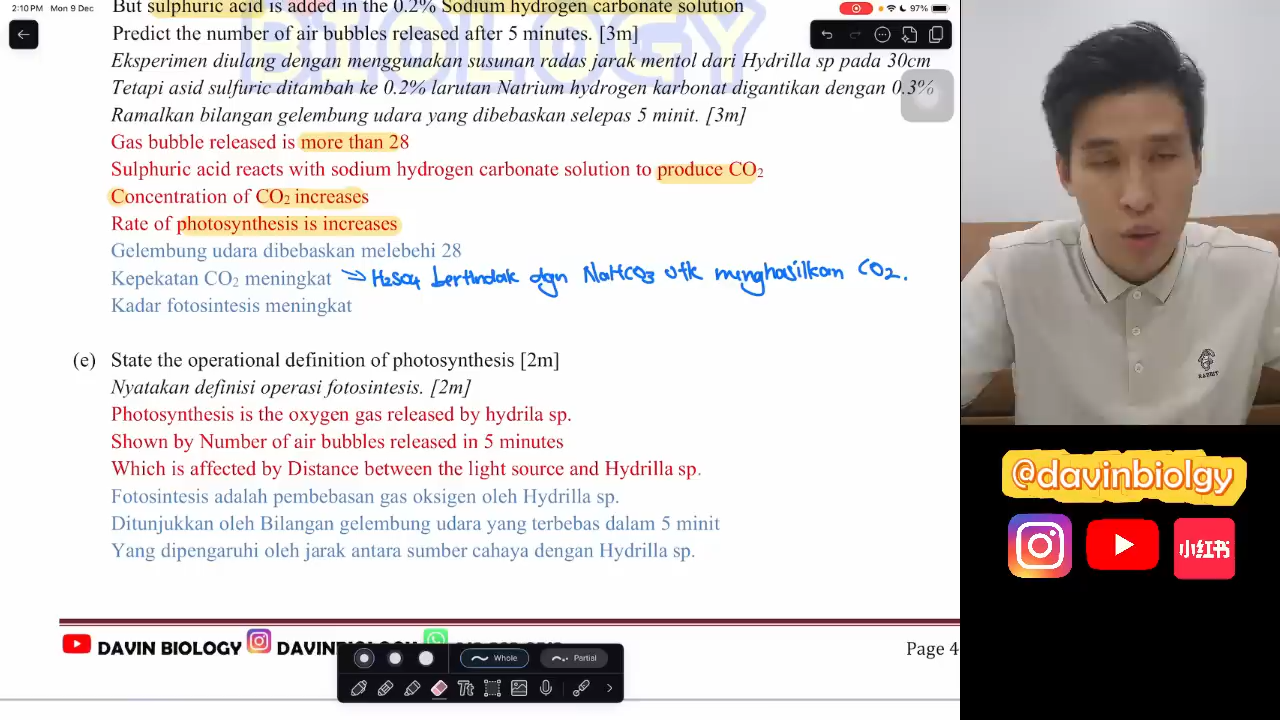 2:10 PM Mon 9 Dec
97%
But sulphuric acid is added in the 0.2% Sodium hydrogen carbonate solution
Predict the number of air bubbles released after 5 minutes. [3m]
Eksperimen diulang dengan menggunakan susunan radas jarak mentol dari Hydrilla sp pada 30cm
Tetapi asid sulfuric ditambah ke 0.2% larutan Natrium hydrogen karbonat digantikan dengan 0.3%
Ramalkan bilangan gelembung udara yang dibebaskan selepas 5 minit. [3m]
Gas bubble released is more than 28
Sulphuric acid reacts with sodium hydrogen carbonate solution to produce CO₂
Concentration of CO₂ increases
Rate of photosynthesis is increases
Gelembung udara dibebaskan melebehi 28
Kepekatan CO₂ meningkat → H₂SO₄ bertindak dgn NaHCO₃ utk menghasilkan CO₂.
Kadar fotosintesis meningkat
(e) State the operational definition of photosynthesis [2m]
Nyatakan definisi operasi fotosintesis. [2m]
Photosynthesis is the oxygen gas released by hydrila sp.
Shown by Number of air bubbles released in 5 minutes
Which is affected by Distance between the light source and Hydrilla sp.
Fotosintesis adalah pembebasan gas oksigen oleh Hydrilla sp.
Ditunjukkan oleh Bilangan gelembung udara yang terbebas dalam 5 minit
Yang dipengaruhi oleh jarak antara sumber cahaya dengan Hydrilla sp.
BIOLOGY
DAVIN BIOLOGY
Page 4
Whole
Partial
Tt
RABBIT
@davinbiolgy
小红书